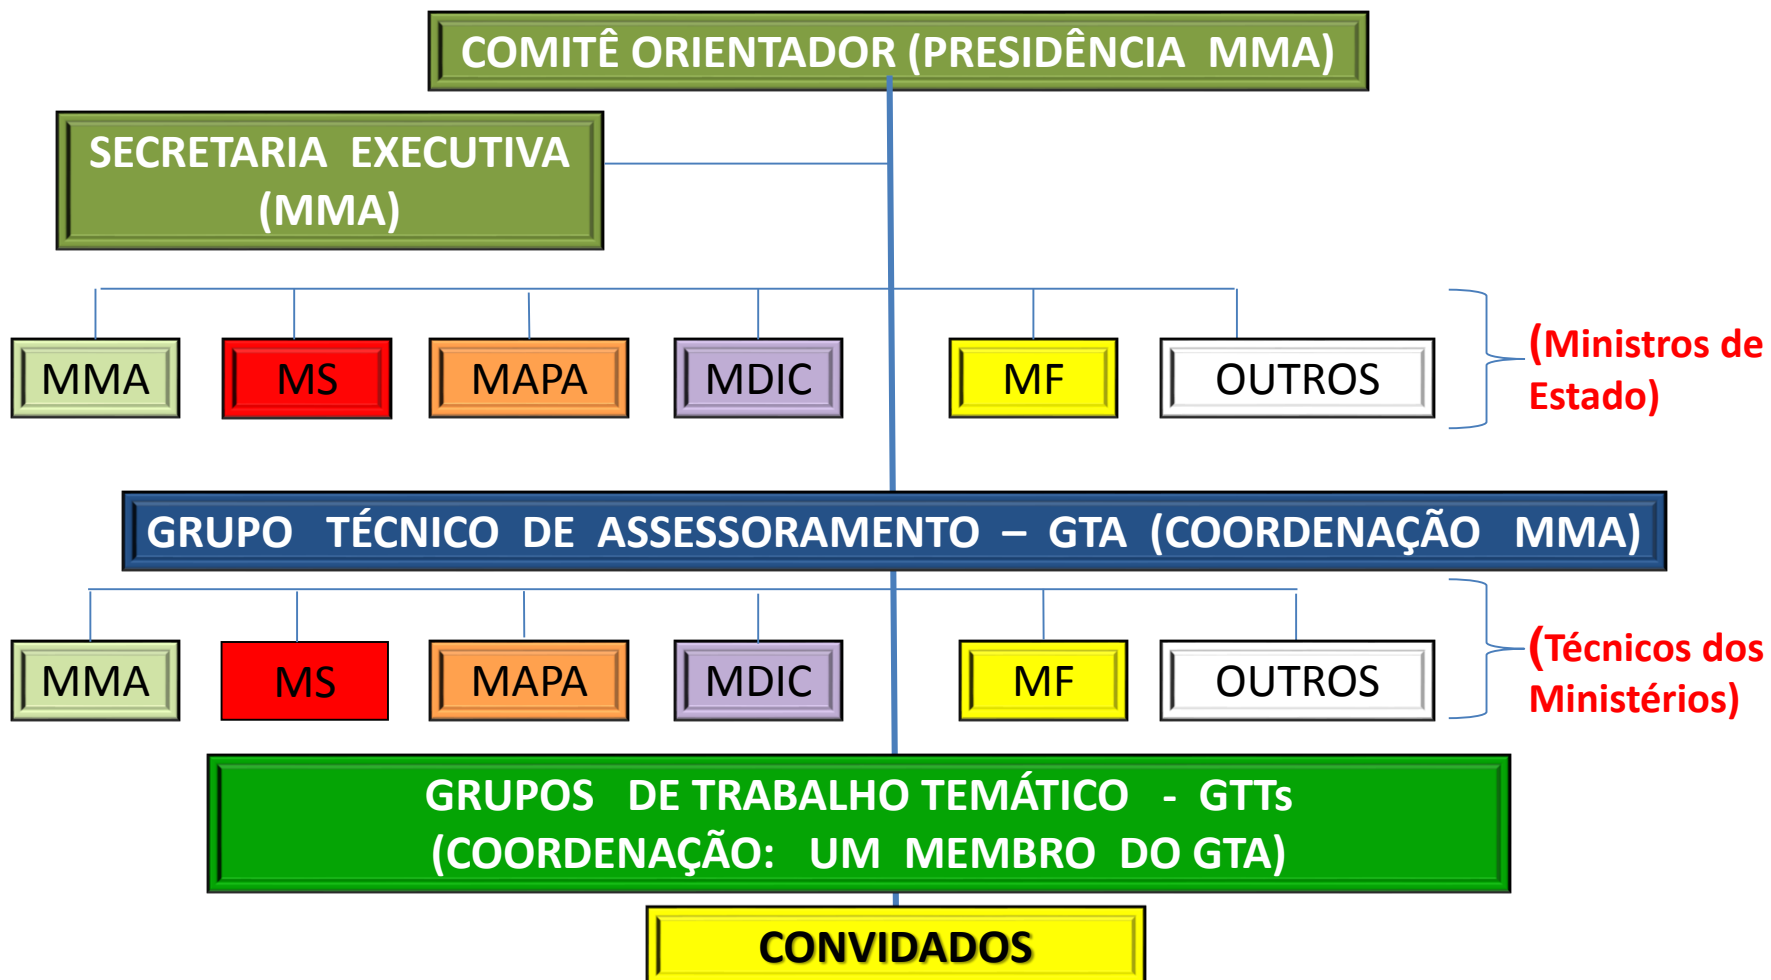 COMITÊ ORIENTADOR (PRESIDÊNCIA MMA)
SECRETARIA EXECUTIVA
(MMA)
MMA
MS
MAPA
MDIC
MF
OUTROS
(Ministros de
Estado)
GRUPO TÉCNICO DE ASSESSORAMENTO – GTA (COORDENAÇÃO MMA)
MMA
MS
MAPA
MDIC
MF
OUTROS
(Técnicos dos
Ministérios)
GRUPOS DE TRABALHO TEMÁTICO - GTTs
(COORDENAÇÃO: UM MEMBRO DO GTA)
CONVIDADOS